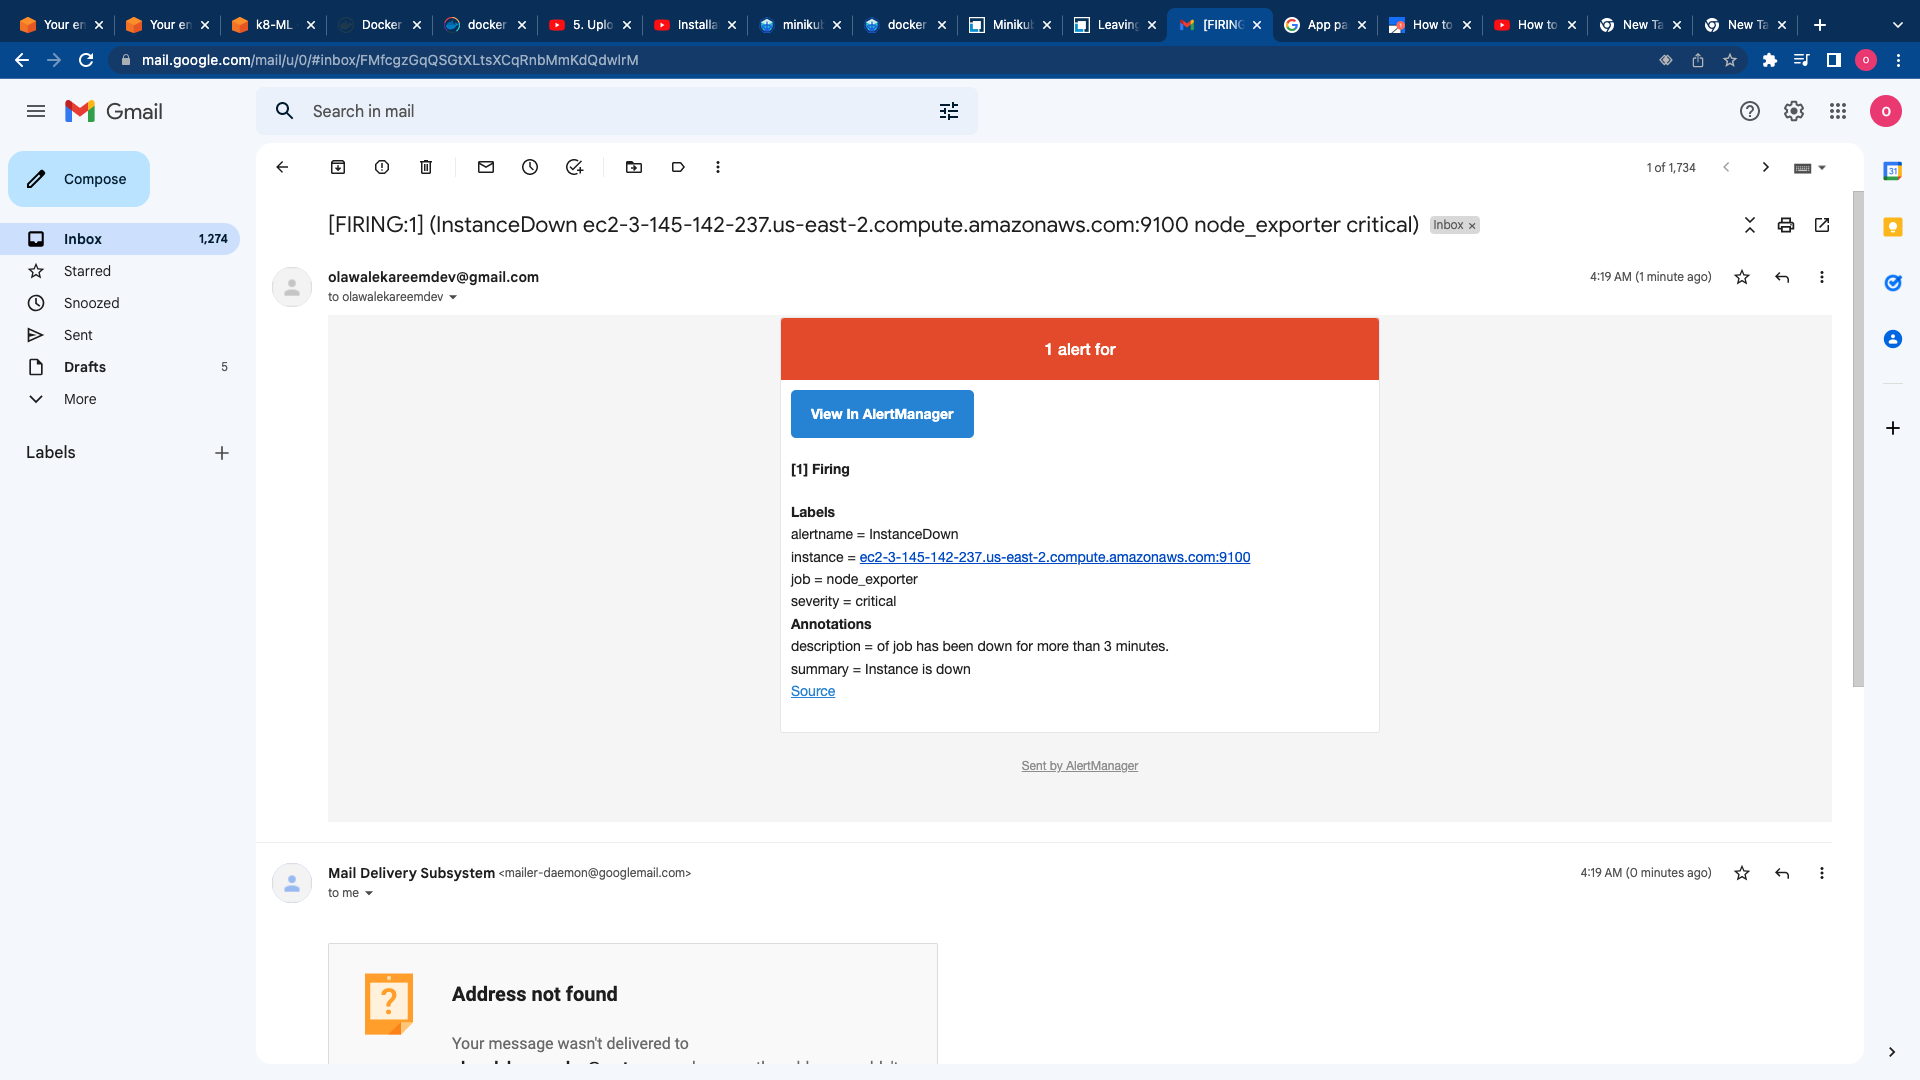 Your en
Your en
k8-ML
Docker
docker
5. Uplo
Installa
miniku
docker
Miniku
Leaving
[FIRING
App pa
How to
How to
New Ta
New Ta
mail.google.com/mail/u/0/#inbox/FMfcgzGqQSGtXLtsXCqRnbMmKdQdwlrM
O
Gmail
Search in mail
O
Compose
1 of 1,734
31
Inbox 1,274
Starred
Snoozed
Sent
Drafts 5
More
Labels
[FIRING:1] (InstanceDown ec2-3-145-142-237.us-east-2.compute.amazonaws.com:9100 node_exporter critical) Inbox x
olawalekareemdev@gmail.com 4:19 AM (1 minute ago)
to olawalekareemdev
1 alert for
View In AlertManager
[1] Firing
Labels
alertname = InstanceDown
instance = ec2-3-145-142-237.us-east-2.compute.amazonaws.com:9100
job = node_exporter
severity = critical
Annotations
description = of job has been down for more than 3 minutes.
summary = Instance is down
Source
Sent by AlertManager
Mail Delivery Subsystem <mailer-daemon@googlemail.com> 4:19 AM (0 minutes ago)
to me
Address not found
Your message wasn't delivered to